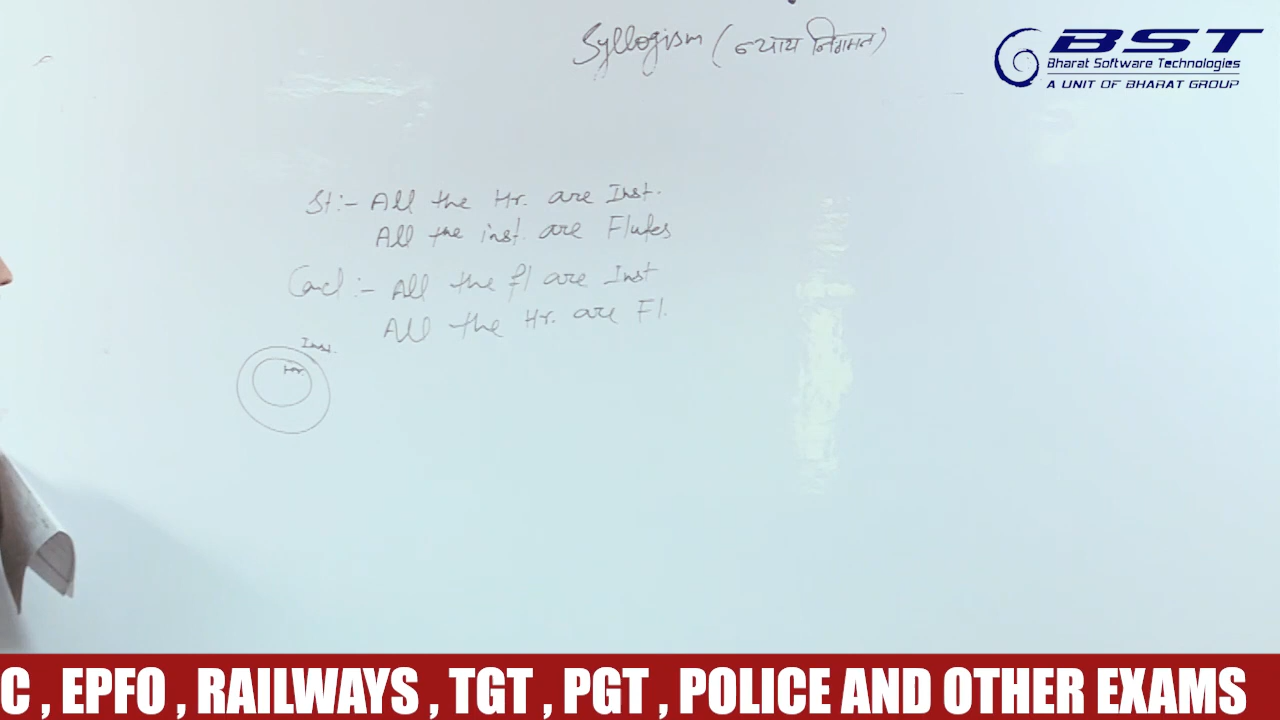 Syllogism (न्याय निगमन)
BST
Bharat Software Technologies
A UNIT OF BHARAT GROUP
St:- All the Hr. are Inst.
All the inst. are Flutes
Concl:- All the fl are Inst
All the Hr. are Fl.
Inst.
Hr.
C , EPFO , RAILWAYS , TGT , PGT , POLICE AND OTHER EXAMS